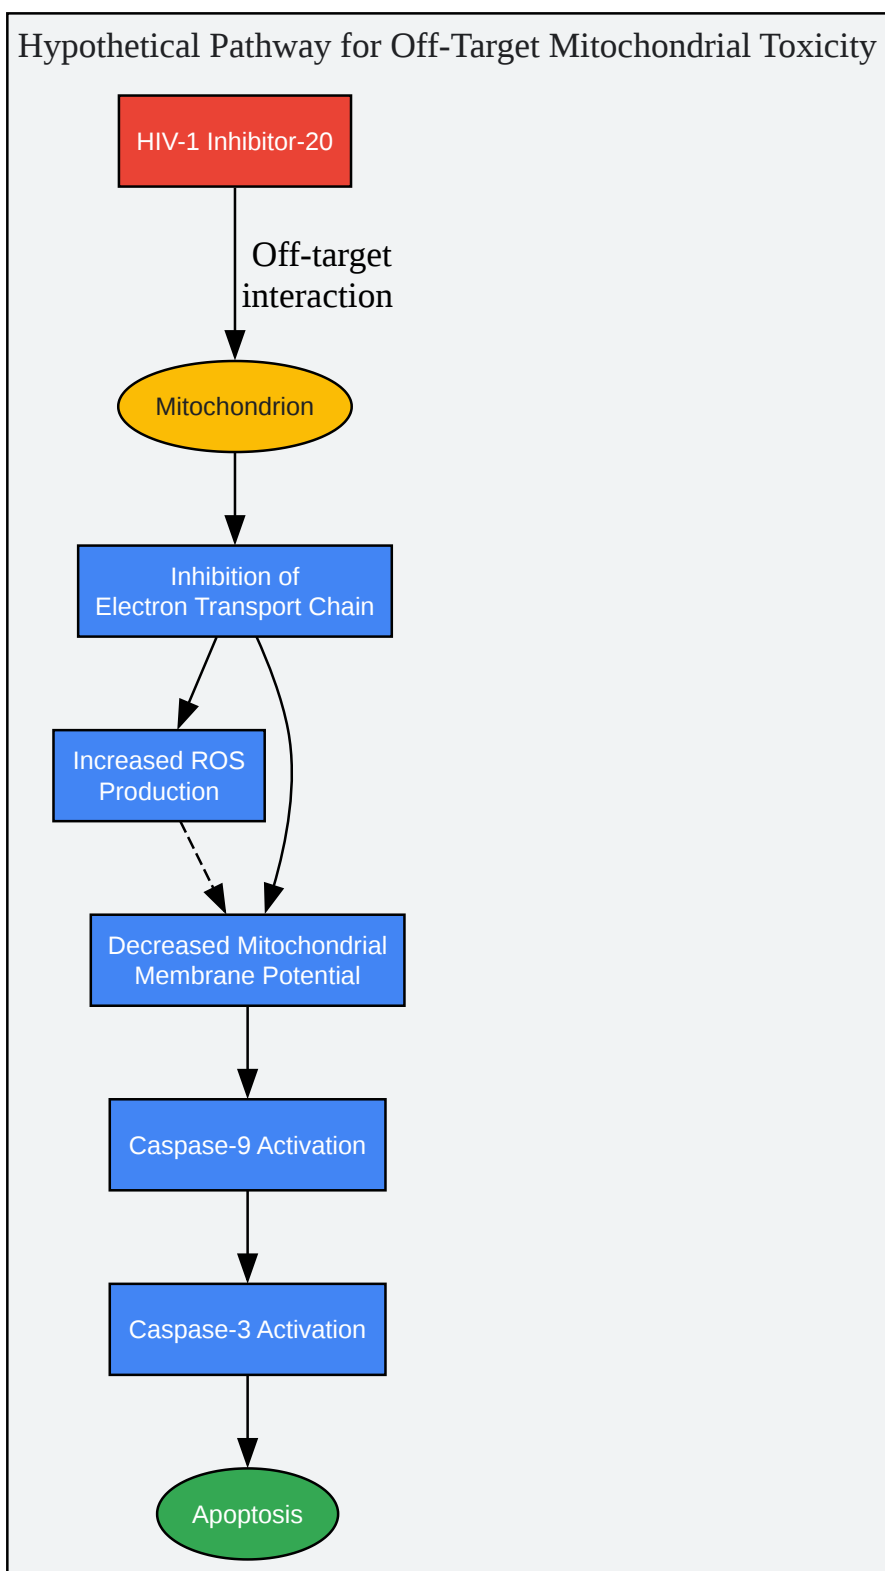 Hypothetical Pathway for Off-Target Mitochondrial Toxicity
HIV-1 Inhibitor-20
Off-target
interaction
Mitochondrion
Inhibition of
Electron Transport Chain
Increased ROS
Production
Decreased Mitochondrial
Membrane Potential
Caspase-9 Activation
Caspase-3 Activation
Apoptosis